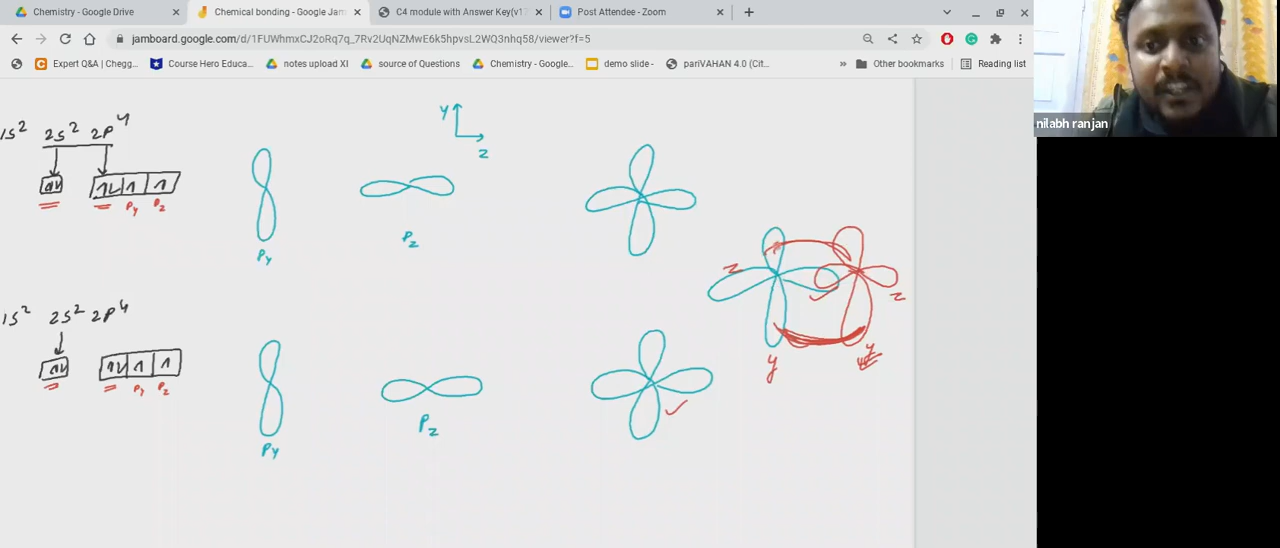 Chemistry - Google Drive
Chemical bonding - Google Jam
C4 module with Answer Key(v1
Post Attendee - Zoom
jamboard.google.com/d/1FUWhmxCJ2oRq7q_7Rv2UqNZMwE6k5hpvsL2WQ3nhq58/viewer?f=5
Expert Q&A | Chegg...
Course Hero Educa...
notes upload XI
source of Questions
Chemistry - Google...
demo slide -
pariVAHAN 4.0 (Cit...
Other bookmarks
Reading list
nilabh ranjan
1s² 2s² 2p⁴
Py Pz
Py
Pz
y
z
z
z
y
y
1s² 2s² 2p⁴
Py Pz
Py
Pz